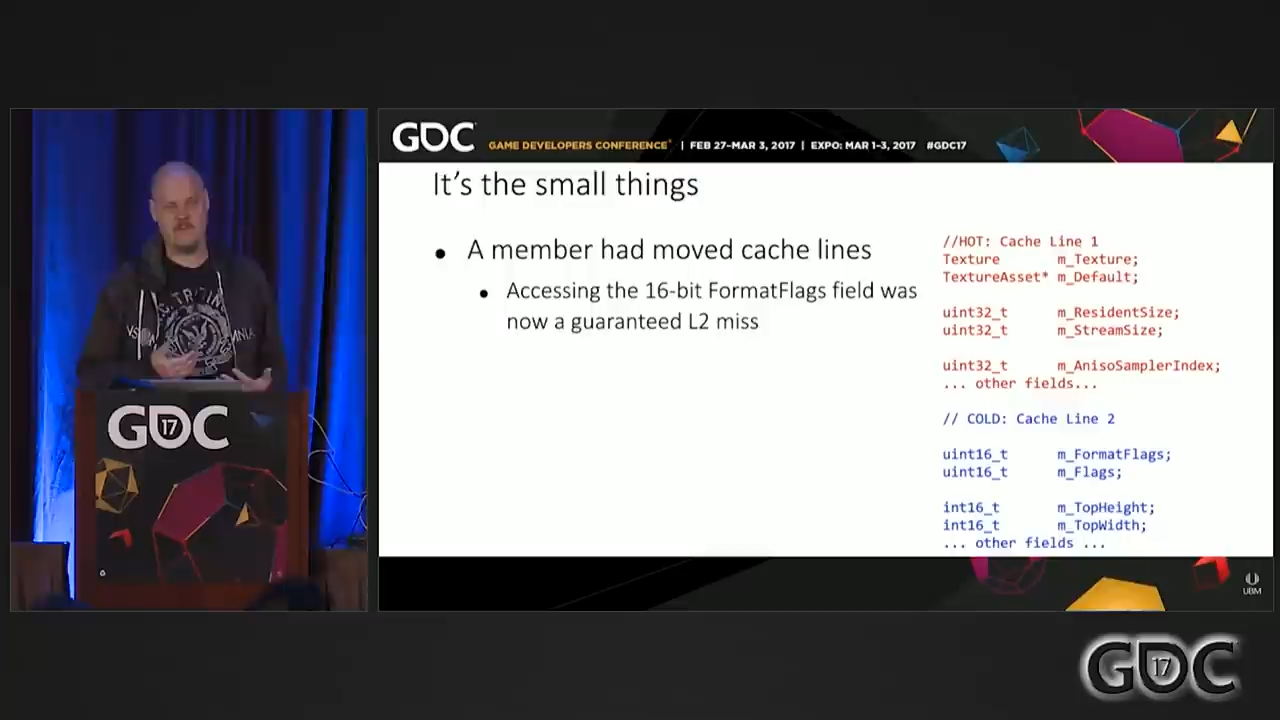 GDC
GAME DEVELOPERS CONFERENCE® | FEB 27-MAR 3, 2017 | EXPO: MAR 1-3, 2017 #GDC17
It's the small things
• A member had moved cache lines
• Accessing the 16-bit FormatFlags field was
now a guaranteed L2 miss
//HOT: Cache Line 1
Texture m_Texture;
TextureAsset* m_Default;
uint32_t m_ResidentSize;
uint32_t m_StreamSize;
uint32_t m_AnisoSamplerIndex;
... other fields...
// COLD: Cache Line 2
uint16_t m_FormatFlags;
uint16_t m_Flags;
int16_t m_TopHeight;
int16_t m_TopWidth;
... other fields ...
GDC
17
UBM
GDC
17